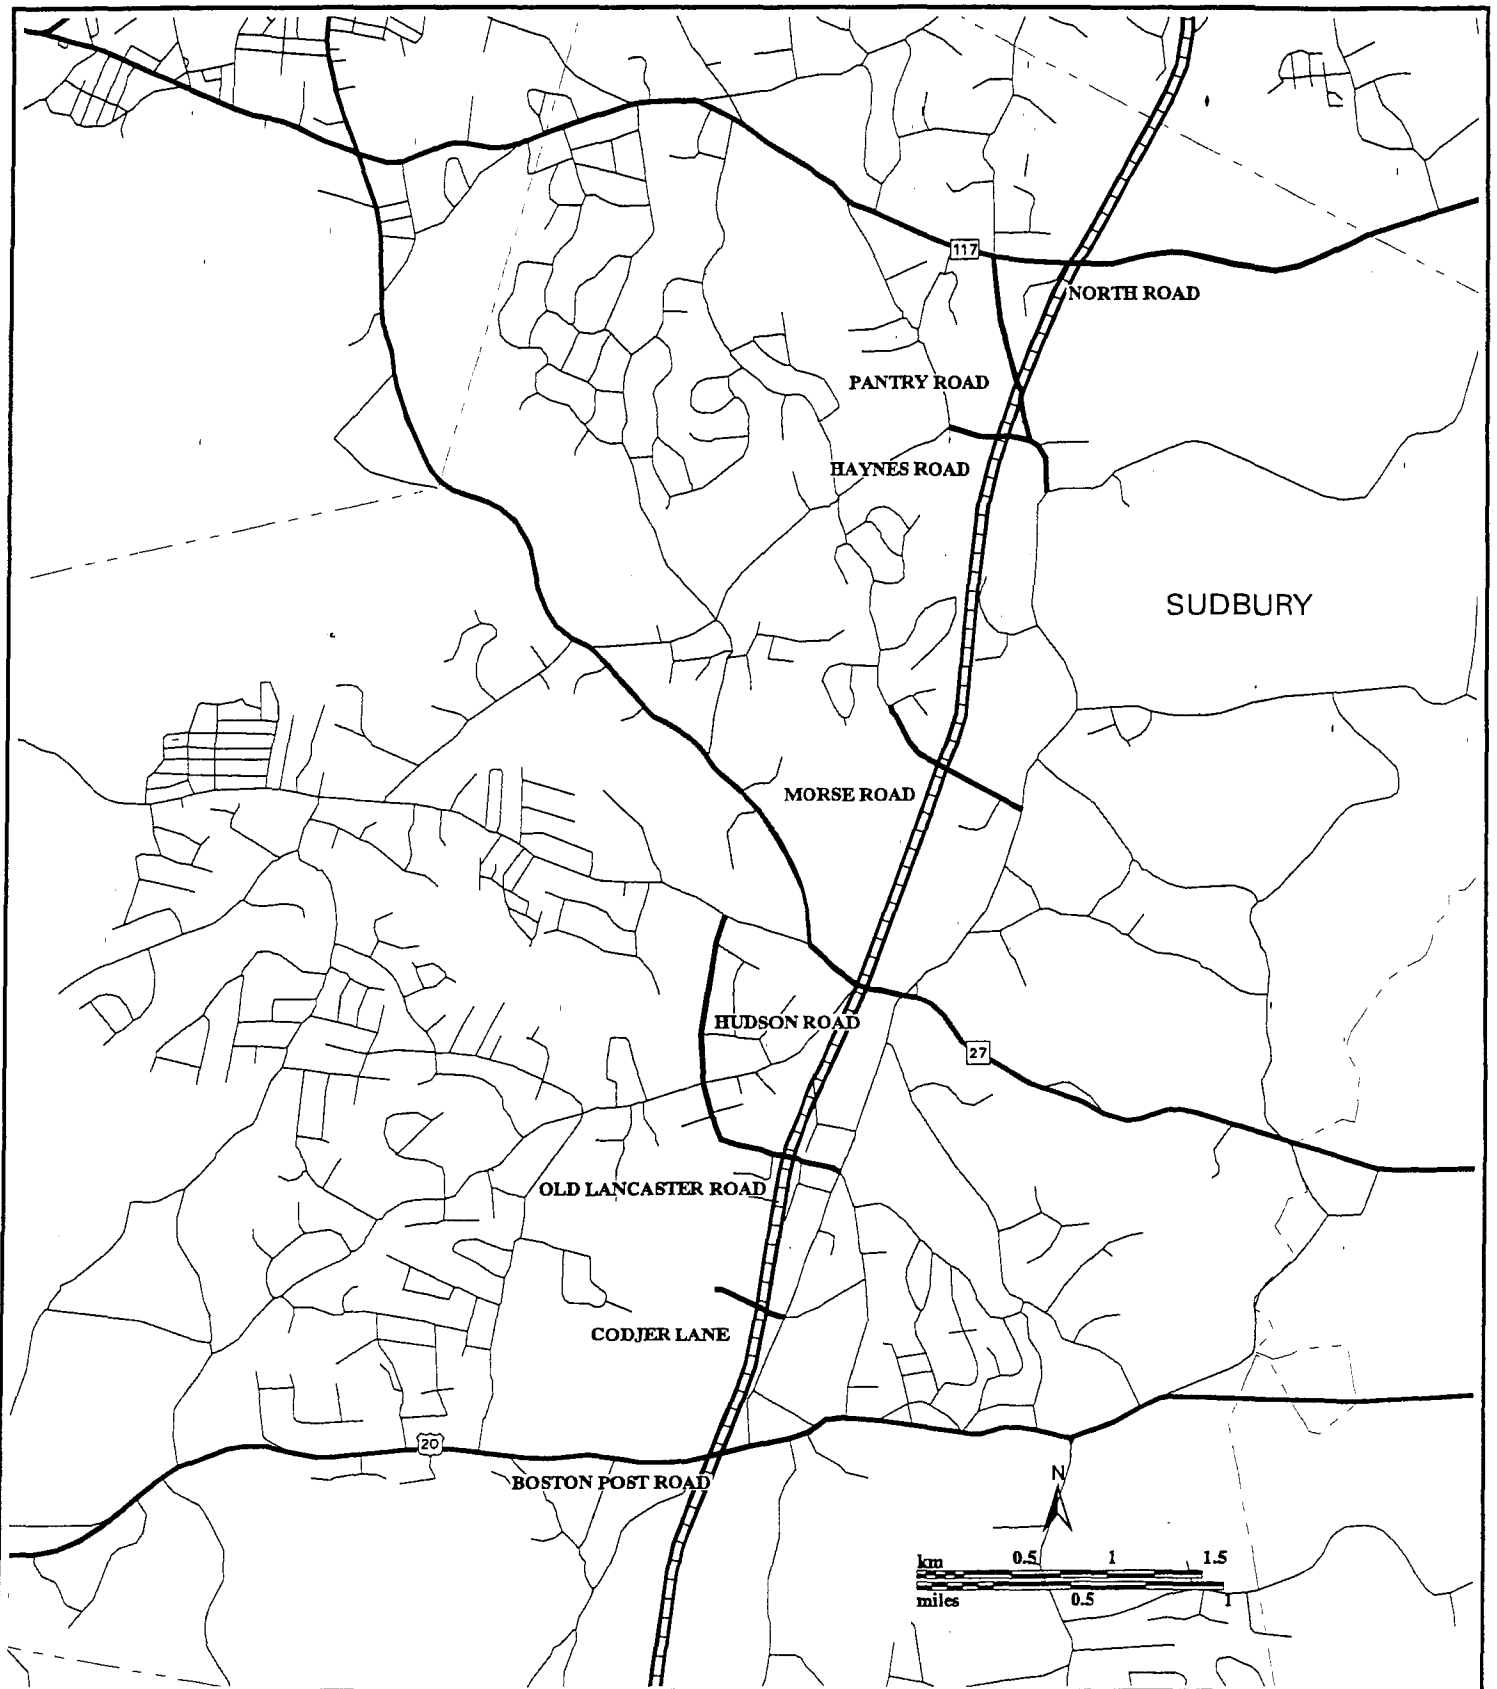 117
NORTH ROAD
PANTRY ROAD
HAYNES ROAD
SUDBURY
MORSE ROAD
HUDSON ROAD
27
OLD LANCASTER ROAD
CODJER LANE
20
BOSTON POST ROAD
N
km 0.5 1 1.5
miles 0.5 1